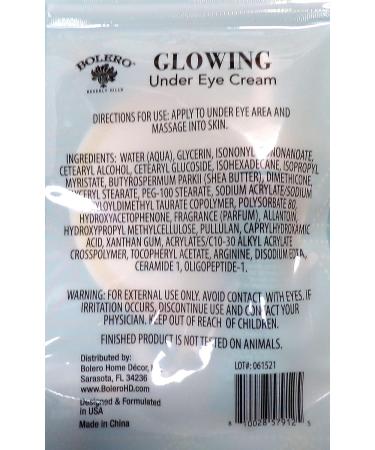 BOLERO
BEVERLY HILLS
GLOWING
Under Eye Cream
DIRECTIONS FOR USE: APPLY TO UNDER EYE AREA AND
MASSAGE INTO SKIN.
INGREDIENTS: WATER (AQUA), GLYCERIN, ISONONYL ISONONANOATE,
CETEARYL ALCOHOL, CETEARYL GLUCOSIDE, ISOHEXADECANE, ISOPROPYL
MYRISTATE, BUTYROSPERMUM PARKII (SHEA BUTTER), DIMETHICONE,
GLYCERYL STEARATE, PEG-100 STEARATE, SODIUM ACRYLATE/SODIUM
ACRYLOYLDIMETHYL TAURATE COPOLYMER, POLYSORBATE 80,
HYDROXYACETOPHENONE, FRAGRANCE (PARFUM), ALLANTOIN,
HYDROXYPROPYL METHYLCELLULOSE, PULLULAN, CAPRYLHYDROXAMIC
ACID, XANTHAN GUM, ACRYLATES/C10-30 ALKYL ACRYLATE
CROSSPOLYMER, TOCOPHERYL ACETATE, ARGININE, DISODIUM EDTA,
CERAMIDE 1, OLIGOPEPTIDE-1.
WARNING: FOR EXTERNAL USE ONLY. AVOID CONTACT WITH EYES. IF
IRRITATION OCCURS, DISCONTINUE USE AND CONTACT YOUR
PHYSICIAN. KEEP OUT OF REACH OF CHILDREN.
FINISHED PRODUCT IS NOT TESTED ON ANIMALS.
Distributed by:
Bolero Home Décor,
Sarasota, FL 34236
www.BoleroHD.com
Designed & Formulated
in USA
Made in China
LOT#: 061521
8 10028 57912 5